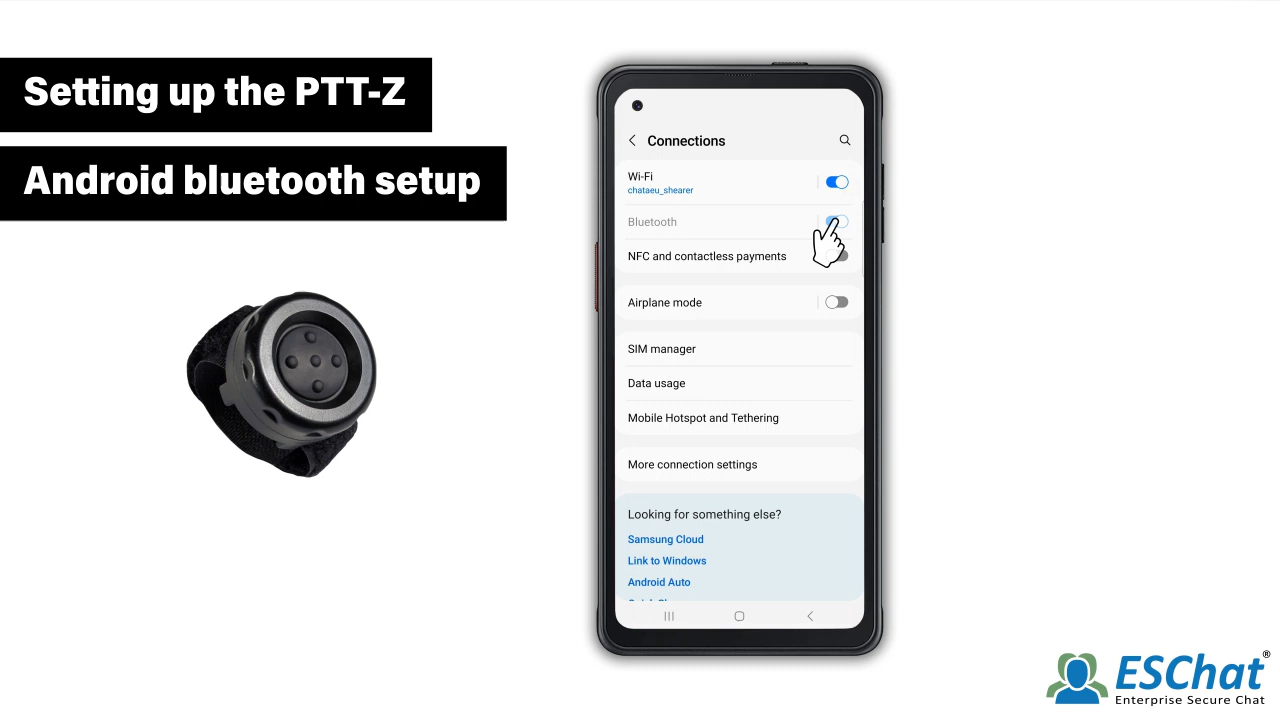 Setting up the PTT-Z
Android bluetooth setup
Connections
Wi-Fi
chataeu_shearer
Bluetooth
NFC and contactless payments
Airplane mode
SIM manager
Data usage
Mobile Hotspot and Tethering
More connection settings
Looking for something else?
Samsung Cloud
Link to Windows
Android Auto
ESChat®
Enterprise Secure Chat